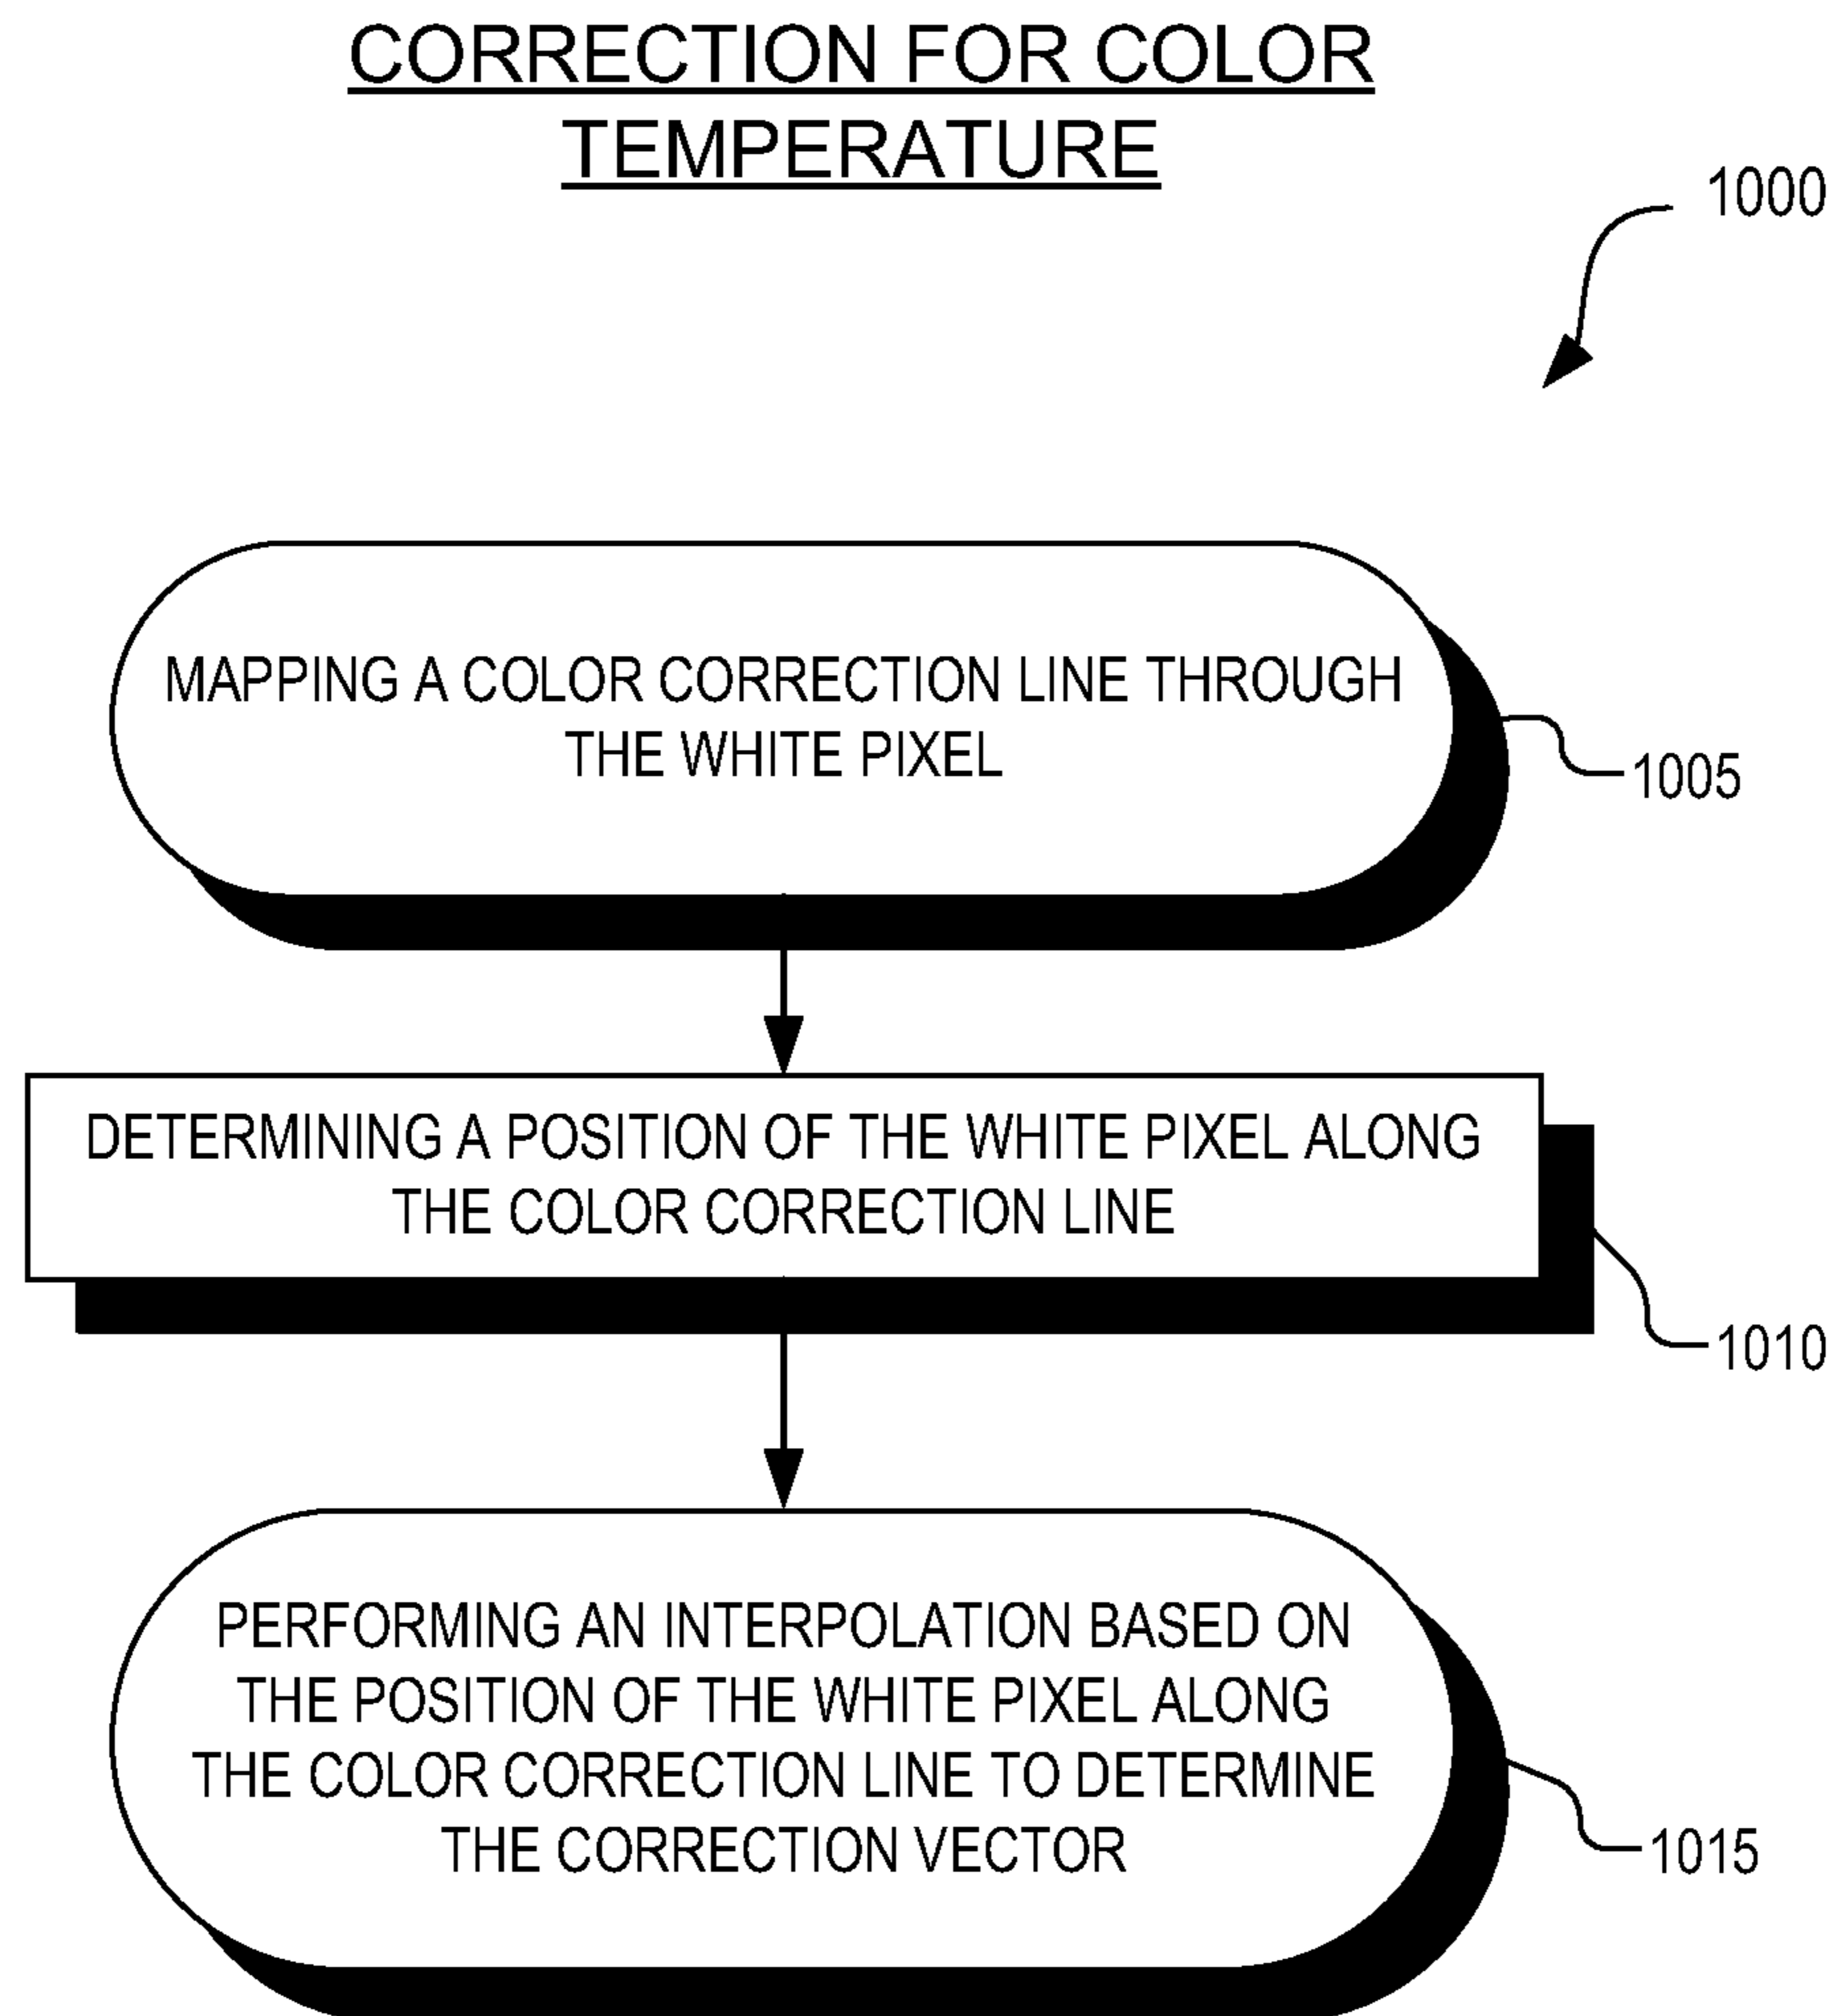 CORRECTION FOR COLOR
TEMPERATURE
1000
MAPPING A COLOR CORRECTION LINE THROUGH
THE WHITE PIXEL
1005
DETERMINING A POSITION OF THE WHITE PIXEL ALONG
THE COLOR CORRECTION LINE
1010
PERFORMING AN INTERPOLATION BASED ON
THE POSITION OF THE WHITE PIXEL ALONG
THE COLOR CORRECTION LINE TO DETERMINE
THE CORRECTION VECTOR
1015